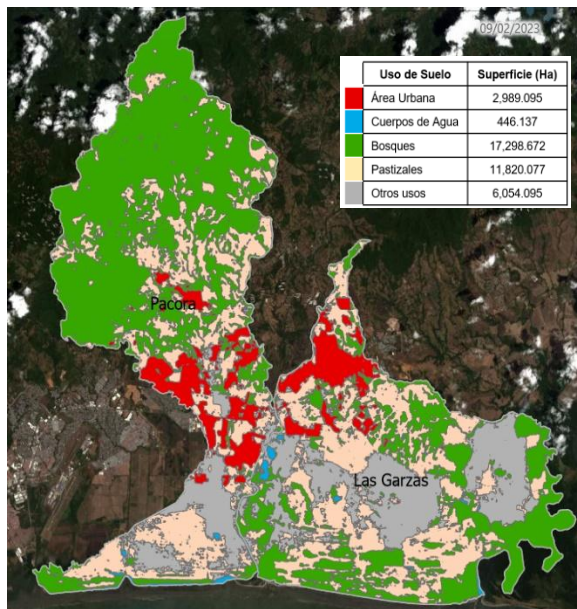 09/02/2023
Uso de Suelo Superficie (Ha)
Área Urbana 2,989.095
Cuerpos de Agua 446.137
Bosques 17,298.672
Pastizales 11,820.077
Otros usos 6,054.095
Pacora
Las Garzas